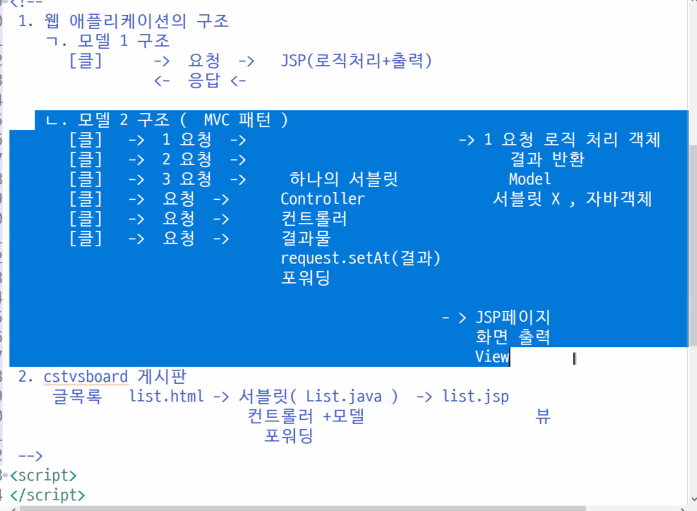 <!--
1. 웹 애플리케이션의 구조
ㄱ. 모델 1 구조
[클] -> 요청 -> JSP(로직처리+출력)
<- 응답 <-
ㄴ. 모델 2 구조 ( MVC 패턴 )
[클] -> 1 요청 -> -> 1 요청 로직 처리 객체
[클] -> 2 요청 -> 결과 반환
[클] -> 3 요청 -> 하나의 서블릿 Model
[클] -> 요청 -> Controller 서블릿 X , 자바객체
[클] -> 요청 -> 컨트롤러
[클] -> 요청 -> 결과물
request.setAt(결과)
포워딩
- > JSP페이지
화면 출력
View
2. cstvsboard 게시판
글목록 list.html -> 서블릿( List.java ) -> list.jsp
컨트롤러 +모델 뷰
포워딩
-->
<script>
</script>